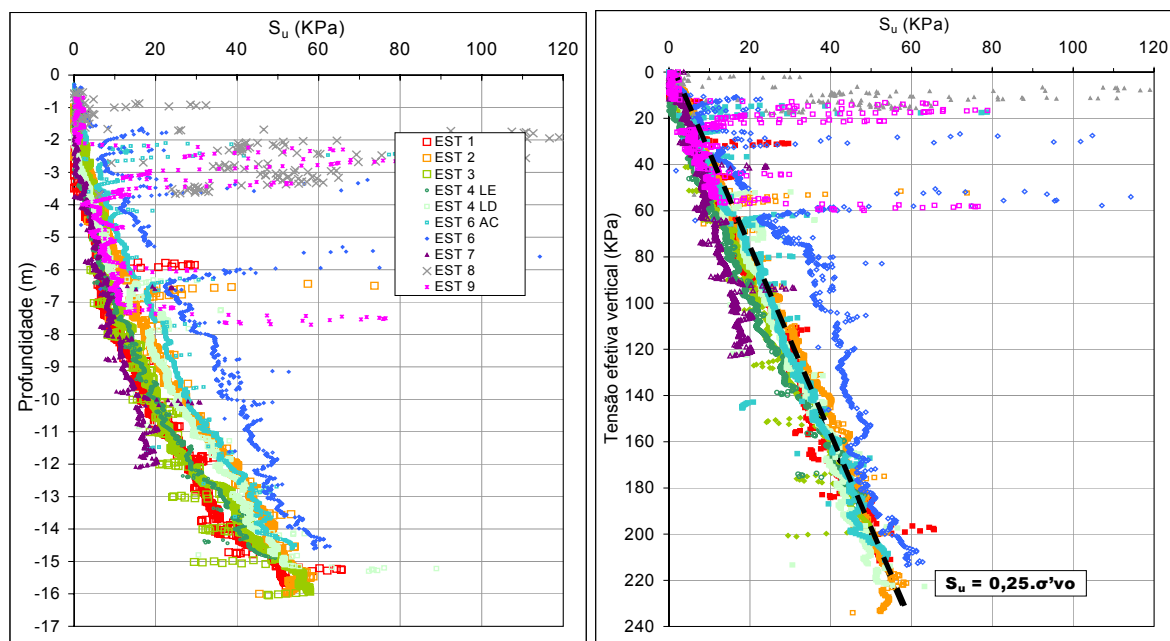 S_u (KPa)
0 20 40 60 80 100 120
Profundidade (m)
0
-1
-2
-3
-4
-5
-6
-7
-8
-9
-10
-11
-12
-13
-14
-15
-16
-17
EST 1
EST 2
EST 3
EST 4 LE
EST 4 LD
EST 6 AC
EST 6
EST 7
EST 8
EST 9
S_u (KPa)
0 20 40 60 80 100 120
Tensão efetiva vertical (KPa)
0
20
40
60
80
100
120
140
160
180
200
220
240
S_u = 0,25.σ'vo